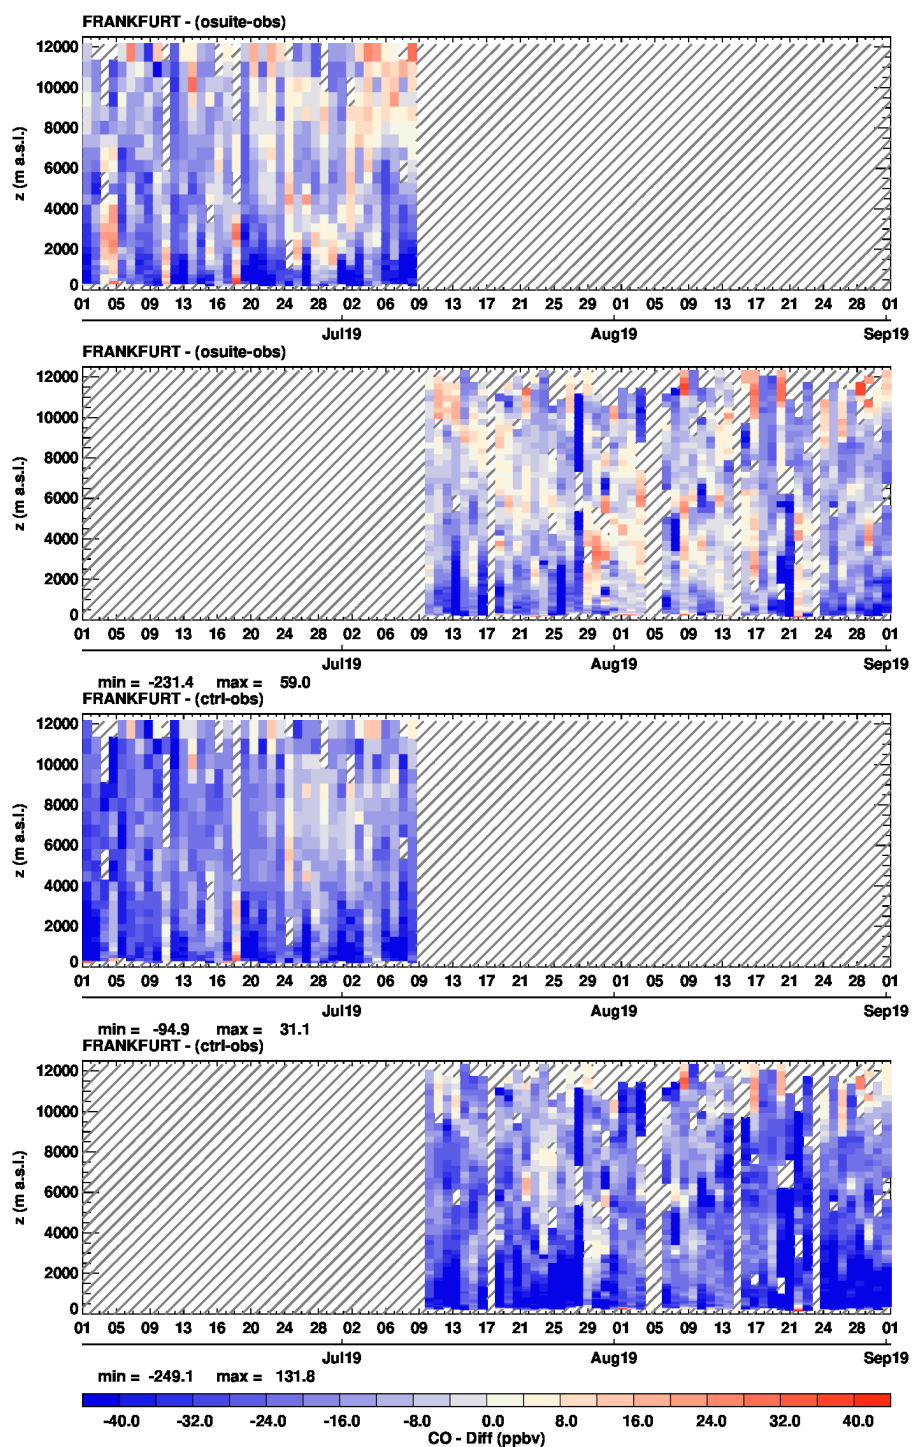 FRANKFURT - (osuite-obs)
12000
10000
8000
6000
4000
2000
0
z (m a.s.l.)
01 05 09 13 16 20 24 28 02 06 09 13 17 21 25 29 01 05 09 13 17 21 24 28 01
Jul19 Aug19 Sep19
FRANKFURT - (osuite-obs)
12000
10000
8000
6000
4000
2000
0
z (m a.s.l.)
01 05 09 13 16 20 24 28 02 06 09 13 17 21 25 29 01 05 09 13 17 21 24 28 01
Jul19 Aug19 Sep19
min = -231.4 max = 59.0
FRANKFURT - (ctrl-obs)
12000
10000
8000
6000
4000
2000
0
z (m a.s.l.)
01 05 09 13 16 20 24 28 02 06 09 13 17 21 25 29 01 05 09 13 17 21 24 28 01
Jul19 Aug19 Sep19
min = -94.9 max = 31.1
FRANKFURT - (ctrl-obs)
12000
10000
8000
6000
4000
2000
0
z (m a.s.l.)
01 05 09 13 16 20 24 28 02 06 09 13 17 21 25 29 01 05 09 13 17 21 24 28 01
Jul19 Aug19 Sep19
min = -249.1 max = 131.8
-40.0 -32.0 -24.0 -16.0 -8.0 0.0 8.0 16.0 24.0 32.0 40.0
CO - Diff (ppbv)